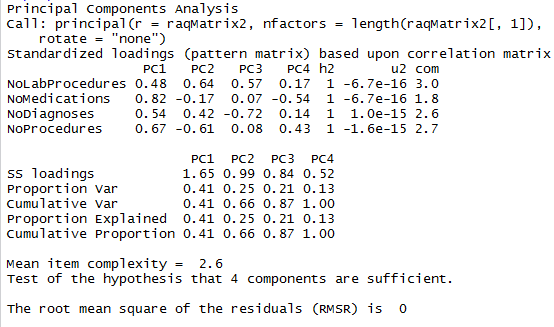 Principal Components Analysis
Call: principal(r = raqMatrix2, nfactors = length(raqMatrix2[, 1]),
    rotate = "none")
Standardized loadings (pattern matrix) based upon correlation matrix
                PC1   PC2   PC3   PC4 h2       u2 com
NoLabProcedures 0.48  0.64  0.57  0.17  1 -6.7e-16 3.0
NoMedications   0.82 -0.17  0.07 -0.54  1 -6.7e-16 1.8
NoDiagnoses     0.54  0.42 -0.72  0.14  1  1.0e-15 2.6
NoProcedures    0.67 -0.61  0.08  0.43  1 -1.6e-15 2.7
                       PC1  PC2  PC3  PC4
SS loadings           1.65 0.99 0.84 0.52
Proportion Var        0.41 0.25 0.21 0.13
Cumulative Var        0.41 0.66 0.87 1.00
Proportion Explained  0.41 0.25 0.21 0.13
Cumulative Proportion 0.41 0.66 0.87 1.00
Mean item complexity =  2.6
Test of the hypothesis that 4 components are sufficient.
The root mean square of the residuals (RMSR) is  0